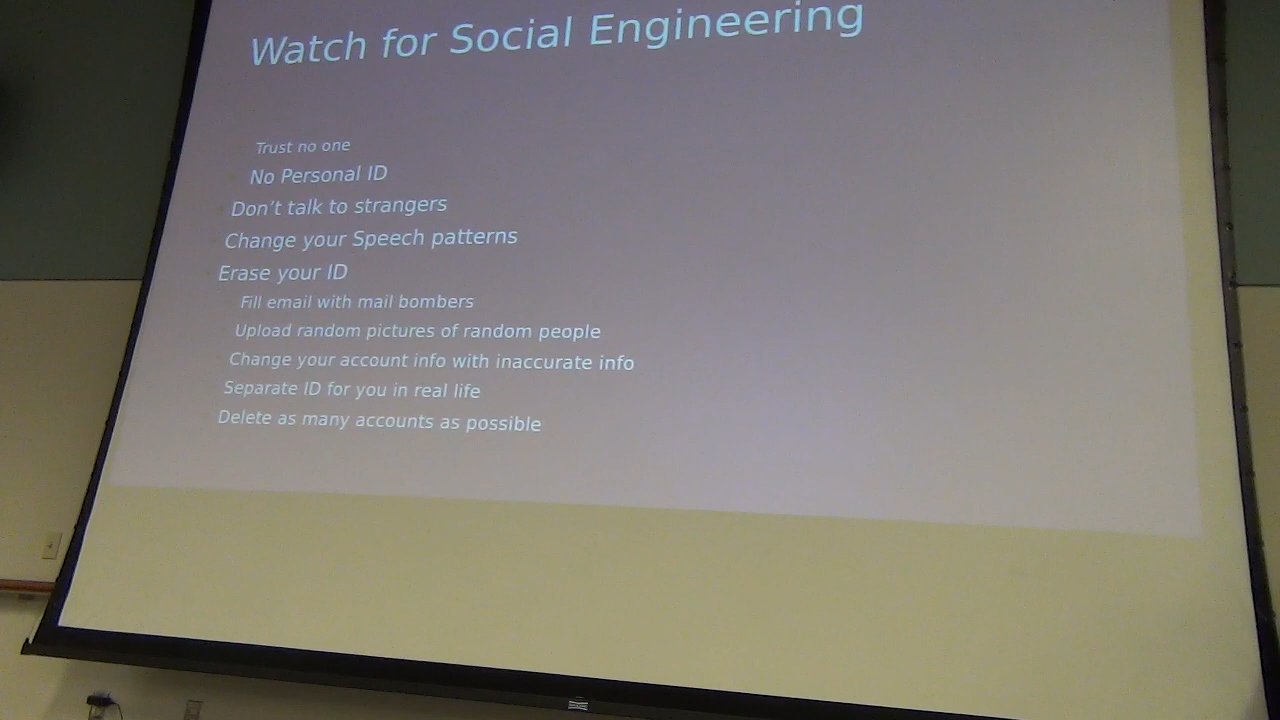 Watch for Social Engineering
Trust no one
No Personal ID
Don’t talk to strangers
Change your Speech patterns
Erase your ID
Fill email with mail bombers
Upload random pictures of random people
Change your account info with inaccurate info
Separate ID for you in real life
Delete as many accounts as possible